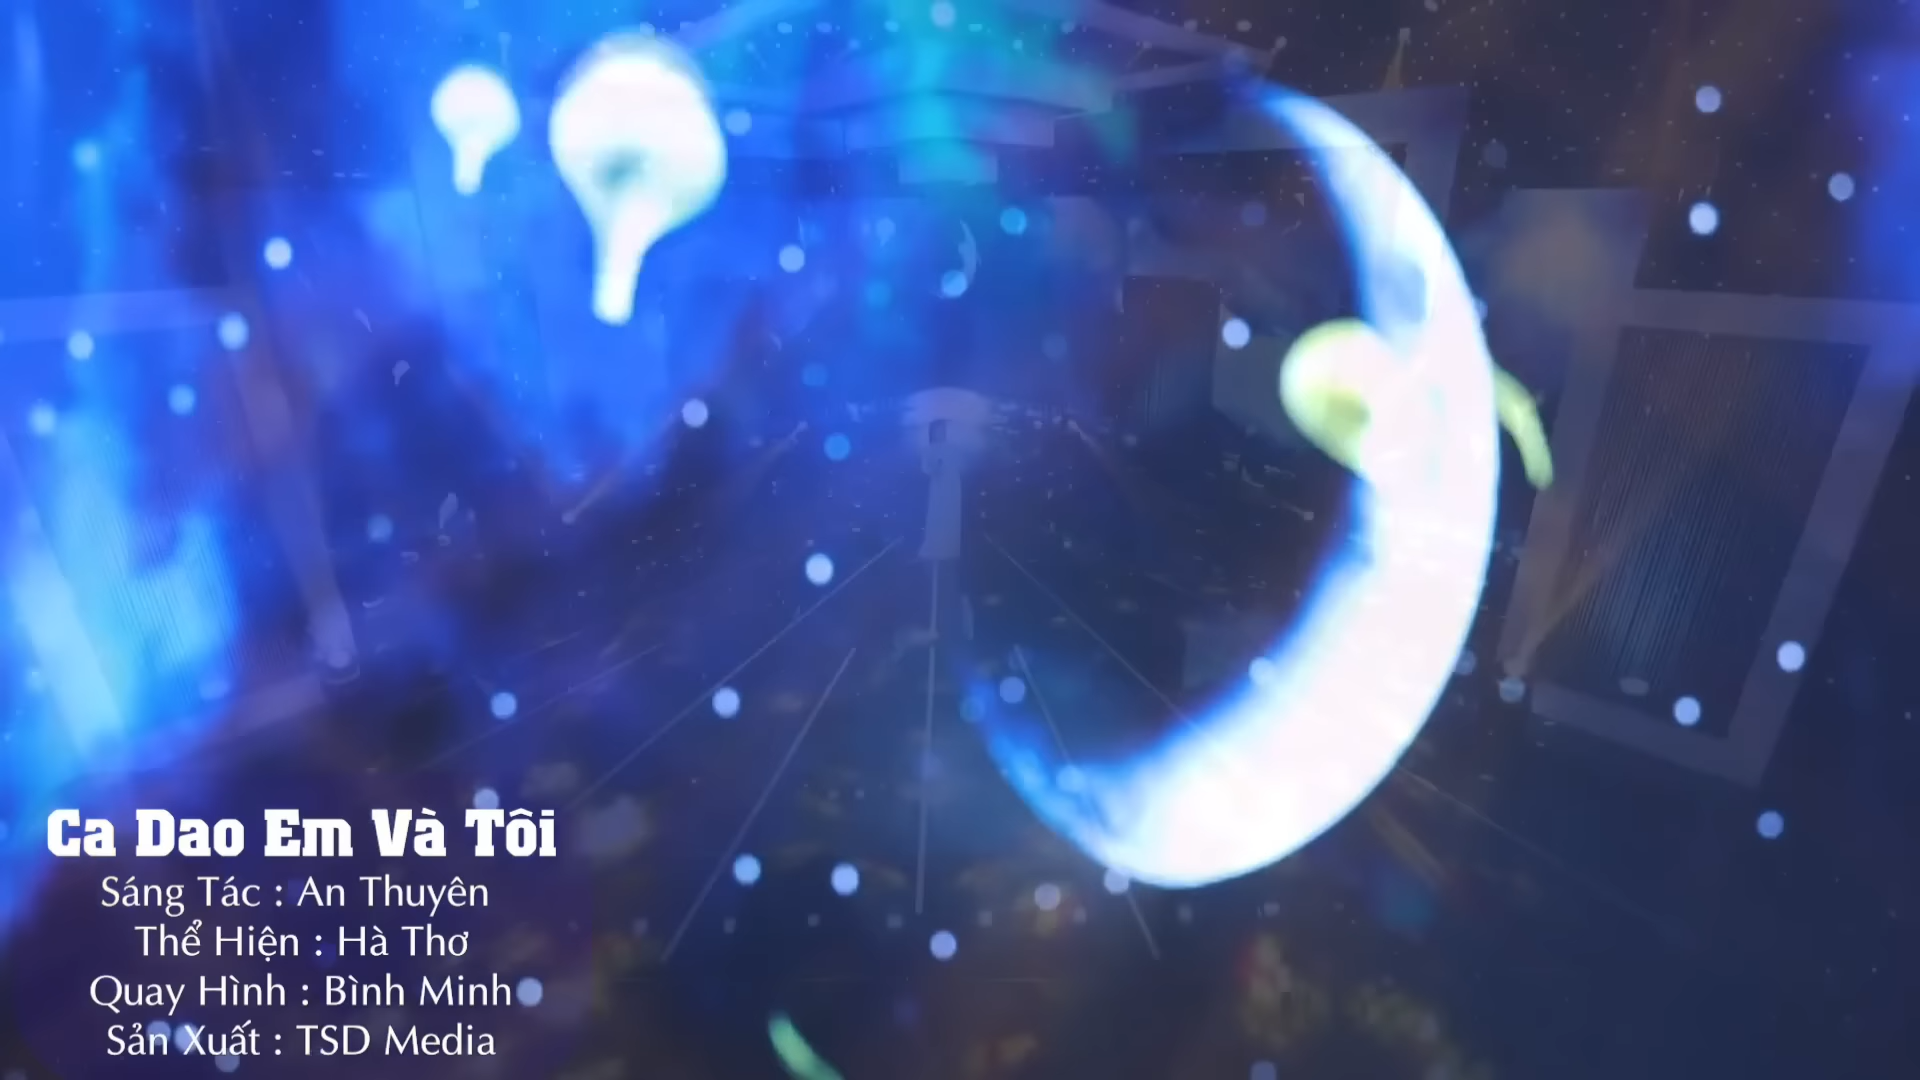 Ca Dao Em Và Tôi
Sáng Tác : An Thuyên
Thể Hiện : Hà Thơ
Quay Hình : Bình Minh
Sản Xuất : TSD Media